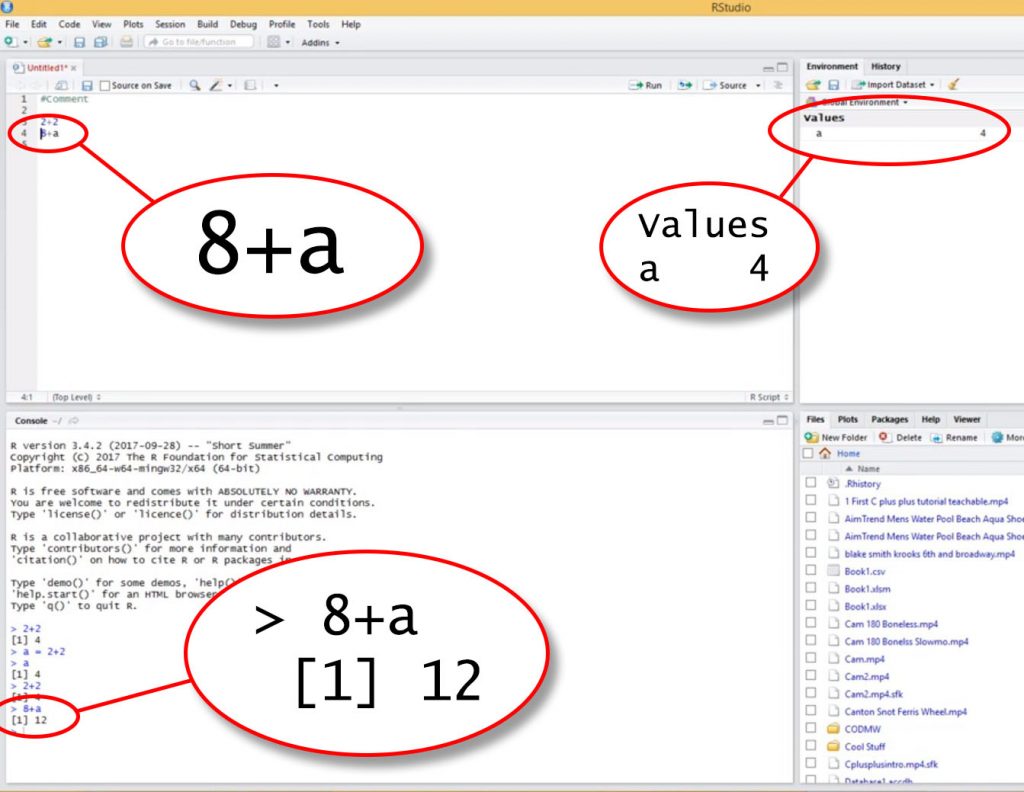 RStudio
File Edit Code View Plots Session Build Debug Profile Tools Help
Go to file/function Addins
Untitled1*
Source on Save Run Source
1 #Comment
2
3 2+2
4 8+a
5
4:1 (Top Level) R Script
8+a
Environment History
Import Dataset
Global Environment
Values
a 4
Values
a 4
Console ~/
R version 3.4.2 (2017-09-28) -- "Short Summer"
Copyright (C) 2017 The R Foundation for Statistical Computing
Platform: x86_64-w64-mingw32/x64 (64-bit)
R is free software and comes with ABSOLUTELY NO WARRANTY.
You are welcome to redistribute it under certain conditions.
Type 'license()' or 'licence()' for distribution details.
R is a collaborative project with many contributors.
Type 'contributors()' for more information and
'citation()' on how to cite R or R packages in
Type 'demo()' for some demos, 'help()
'help.start()' for an HTML browser
Type 'q()' to quit R.
> 2+2
[1] 4
> a = 2+2
> a
[1] 4
> 2+2
[1] 4
> 8+a
[1] 12
>
> 8+a
[1] 12
Files Plots Packages Help Viewer
New Folder Delete Rename More
Home
Name
.Rhistory
1 First C plus plus tutorial teachable.mp4
AimTrend Mens Water Pool Beach Aqua Shoe
AimTrend Mens Water Pool Beach Aqua Shoe
blake smith krooks 6th and broadway.mp4
Book1.csv
Book1.xlsm
Book1.xlsx
Cam 180 Boneless.mp4
Cam 180 Bonelss Slowmo.mp4
Cam.mp4
Cam2.mp4
Cam2.mp4.sfk
Canton Snot Ferris Wheel.mp4
CODMW
Cool Stuff
Cplusplusintro.mp4.sfk
Database1.accdb